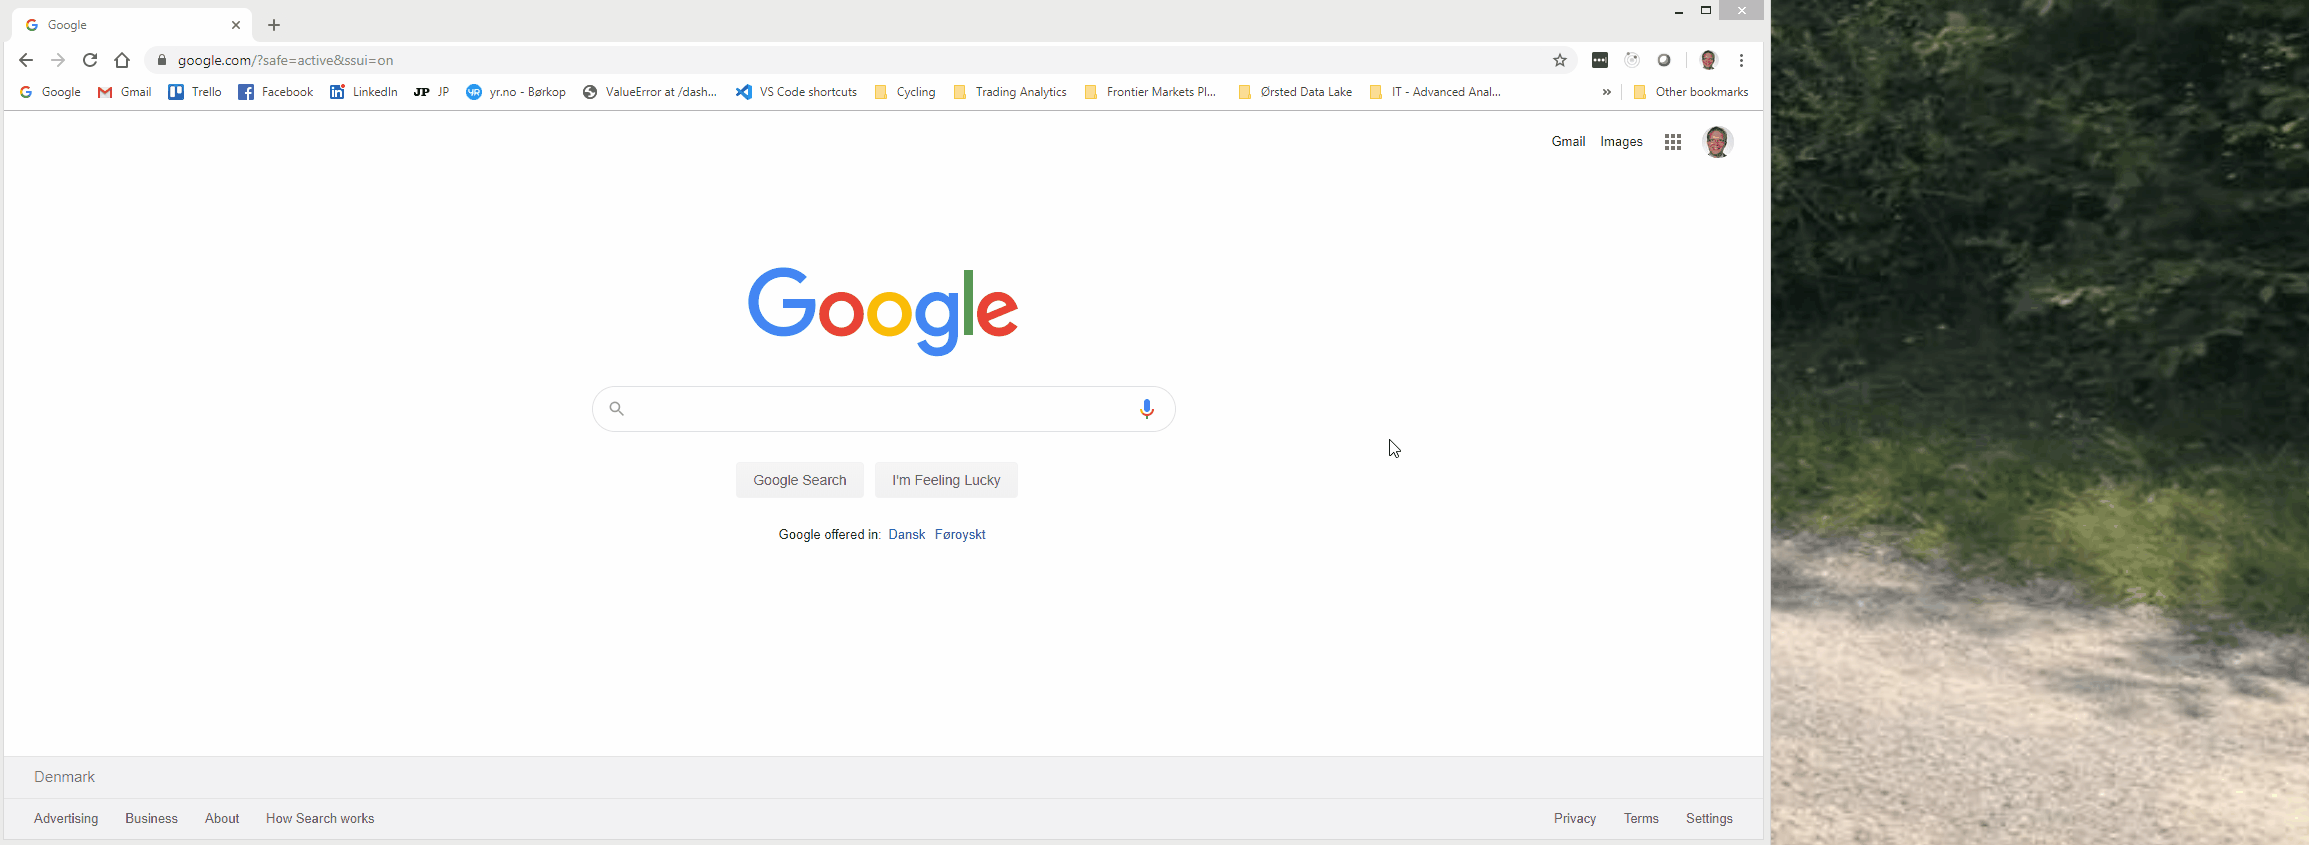 Google
google.com/?safe=active&ssui=on
Google Gmail Trello Facebook LinkedIn JP JP yr.no - Børkop ValueError at /dash... VS Code shortcuts Cycling Trading Analytics Frontier Markets Pl... Ørsted Data Lake IT - Advanced Anal... » Other bookmarks
Gmail Images
Google
Google Search I'm Feeling Lucky
Google offered in: Dansk Føroyskt
Denmark
Advertising Business About How Search works Privacy Terms Settings